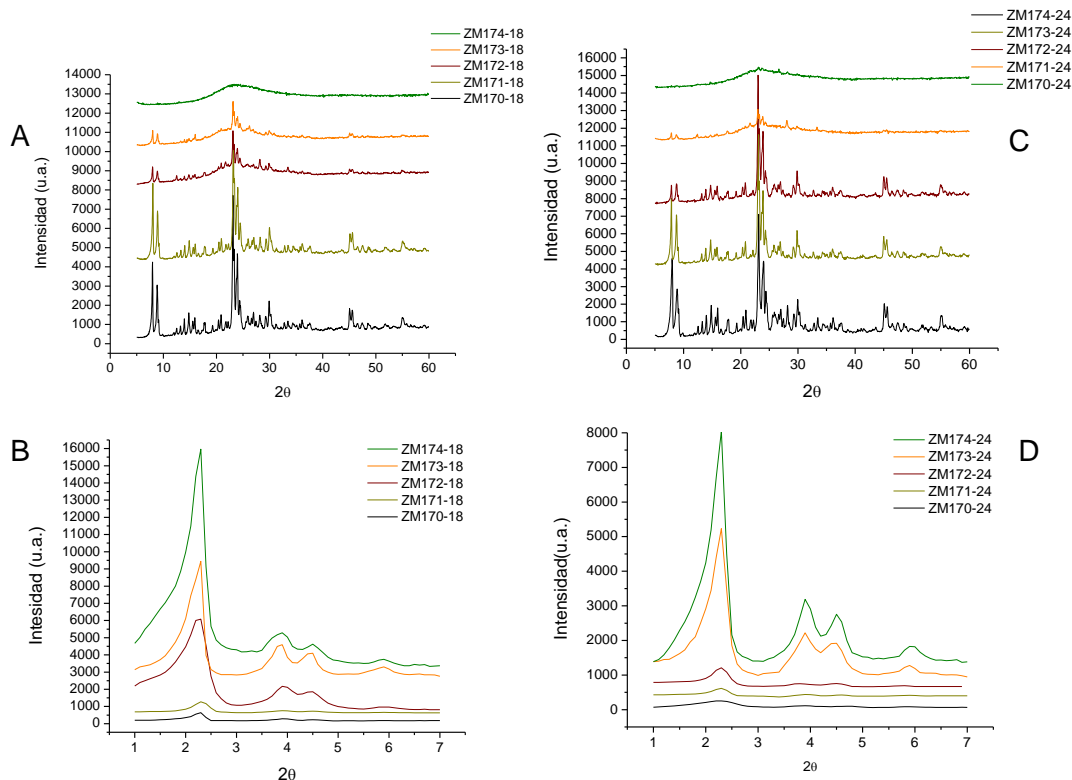 A
ZM174-18
ZM173-18
ZM172-18
ZM171-18
ZM170-18
14000
13000
12000
11000
10000
9000
8000
7000
6000
5000
4000
3000
2000
1000
0
Intensidad (u.a.)
0 10 20 30 40 50 60
2θ
C
ZM174-24
ZM173-24
ZM172-24
ZM171-24
ZM170-24
16000
15000
14000
13000
12000
11000
10000
9000
8000
7000
6000
5000
4000
3000
2000
1000
0
Intensidad (u.a.)
0 10 20 30 40 50 60
2θ
B
ZM174-18
ZM173-18
ZM172-18
ZM171-18
ZM170-18
16000
15000
14000
13000
12000
11000
10000
9000
8000
7000
6000
5000
4000
3000
2000
1000
0
Intesidad (u.a.)
1 2 3 4 5 6 7
2θ
D
ZM174-24
ZM173-24
ZM172-24
ZM171-24
ZM170-24
8000
7000
6000
5000
4000
3000
2000
1000
0
Intensidad(u.a.)
1 2 3 4 5 6 7
2θ